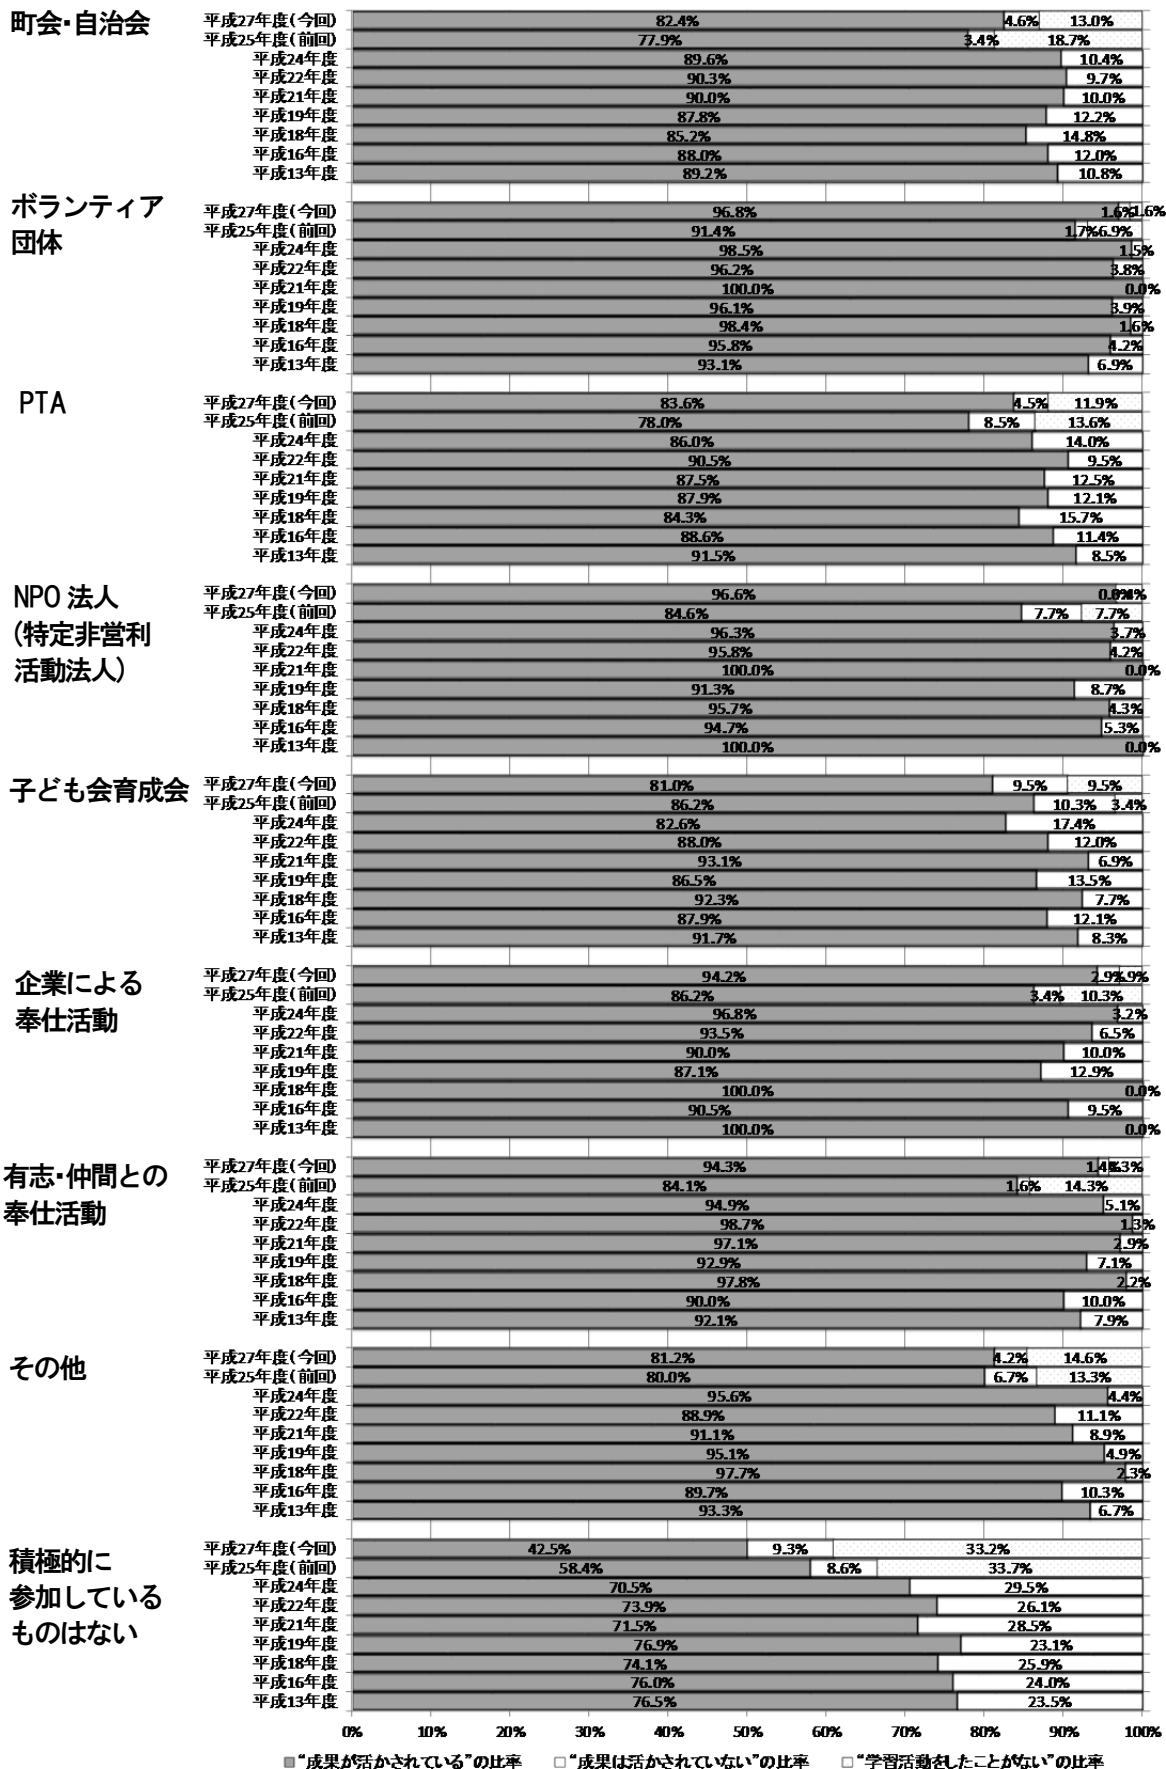 町会・自治会
平成27年度(今回) 82.4% 4.6% 13.0%
平成25年度(前回) 77.9% 3.4% 18.7%
平成24年度 89.6% 10.4%
平成22年度 90.3% 9.7%
平成21年度 90.0% 10.0%
平成19年度 87.8% 12.2%
平成18年度 85.2% 14.8%
平成16年度 88.0% 12.0%
平成13年度 89.2% 10.8%
ボランティア
団体
平成27年度(今回) 96.8% 1.6% 1.6%
平成25年度(前回) 91.4% 1.7% 6.9%
平成24年度 98.5% 1.5%
平成22年度 96.2% 3.8%
平成21年度 100.0% 0.0%
平成19年度 96.1% 3.9%
平成18年度 98.4% 1.6%
平成16年度 95.8% 4.2%
平成13年度 93.1% 6.9%
PTA
平成27年度(今回) 83.6% 4.5% 11.9%
平成25年度(前回) 78.0% 8.5% 13.6%
平成24年度 86.0% 14.0%
平成22年度 90.5% 9.5%
平成21年度 87.5% 12.5%
平成19年度 87.9% 12.1%
平成18年度 84.3% 15.7%
平成16年度 88.6% 11.4%
平成13年度 91.5% 8.5%
NPO 法人
(特定非営利
活動法人)
平成27年度(今回) 96.6%
平成25年度(前回) 84.6% 7.7% 7.7%
平成24年度 96.3% 3.7%
平成22年度 95.8% 4.2%
平成21年度 100.0% 0.0%
平成19年度 91.3% 8.7%
平成18年度 95.7% 4.3%
平成16年度 94.7% 5.3%
平成13年度 100.0% 0.0%
子ども会育成会
平成27年度(今回) 81.0% 9.5% 9.5%
平成25年度(前回) 86.2% 10.3% 3.4%
平成24年度 82.6% 17.4%
平成22年度 88.0% 12.0%
平成21年度 93.1% 6.9%
平成19年度 86.5% 13.5%
平成18年度 92.3% 7.7%
平成16年度 87.9% 12.1%
平成13年度 91.7% 8.3%
企業による
奉仕活動
平成27年度(今回) 94.2% 2.9%
平成25年度(前回) 86.2% 3.4% 10.3%
平成24年度 96.8% 3.2%
平成22年度 93.5% 6.5%
平成21年度 90.0% 10.0%
平成19年度 87.1% 12.9%
平成18年度 100.0% 0.0%
平成16年度 90.5% 9.5%
平成13年度 100.0% 0.0%
有志・仲間との
奉仕活動
平成27年度(今回) 94.3%
平成25年度(前回) 84.1% 1.6% 14.3%
平成24年度 94.9% 5.1%
平成22年度 98.7% 1.3%
平成21年度 97.1% 2.9%
平成19年度 92.9% 7.1%
平成18年度 97.8% 2.2%
平成16年度 90.0% 10.0%
平成13年度 92.1% 7.9%
その他
平成27年度(今回) 81.2% 4.2% 14.6%
平成25年度(前回) 80.0% 6.7% 13.3%
平成24年度 95.6% 4.4%
平成22年度 88.9% 11.1%
平成21年度 91.1% 8.9%
平成19年度 95.1% 4.9%
平成18年度 97.7% 2.3%
平成16年度 89.7% 10.3%
平成13年度 93.3% 6.7%
積極的に
参加している
ものはない
平成27年度(今回) 42.5% 9.3% 33.2%
平成25年度(前回) 58.4% 8.6% 33.7%
平成24年度 70.5% 29.5%
平成22年度 73.9% 26.1%
平成21年度 71.5% 28.5%
平成19年度 76.9% 23.1%
平成18年度 74.1% 25.9%
平成16年度 76.0% 24.0%
平成13年度 76.5% 23.5%
0% 10% 20% 30% 40% 50% 60% 70% 80% 90% 100%
“成果が活かされている”の比率 “成果は活かされていない”の比率 “学習活動をしたことがない”の比率